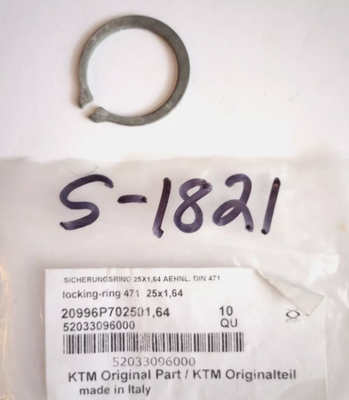 S-1821
SICHERUNGSRING 25X1,64 AEHNL. DIN 471
locking-ring 471 25x1,64
20996P702501,64 10
52033096000 QU
52033096000
KTM Original Part / KTM Originalteil
made in Italy